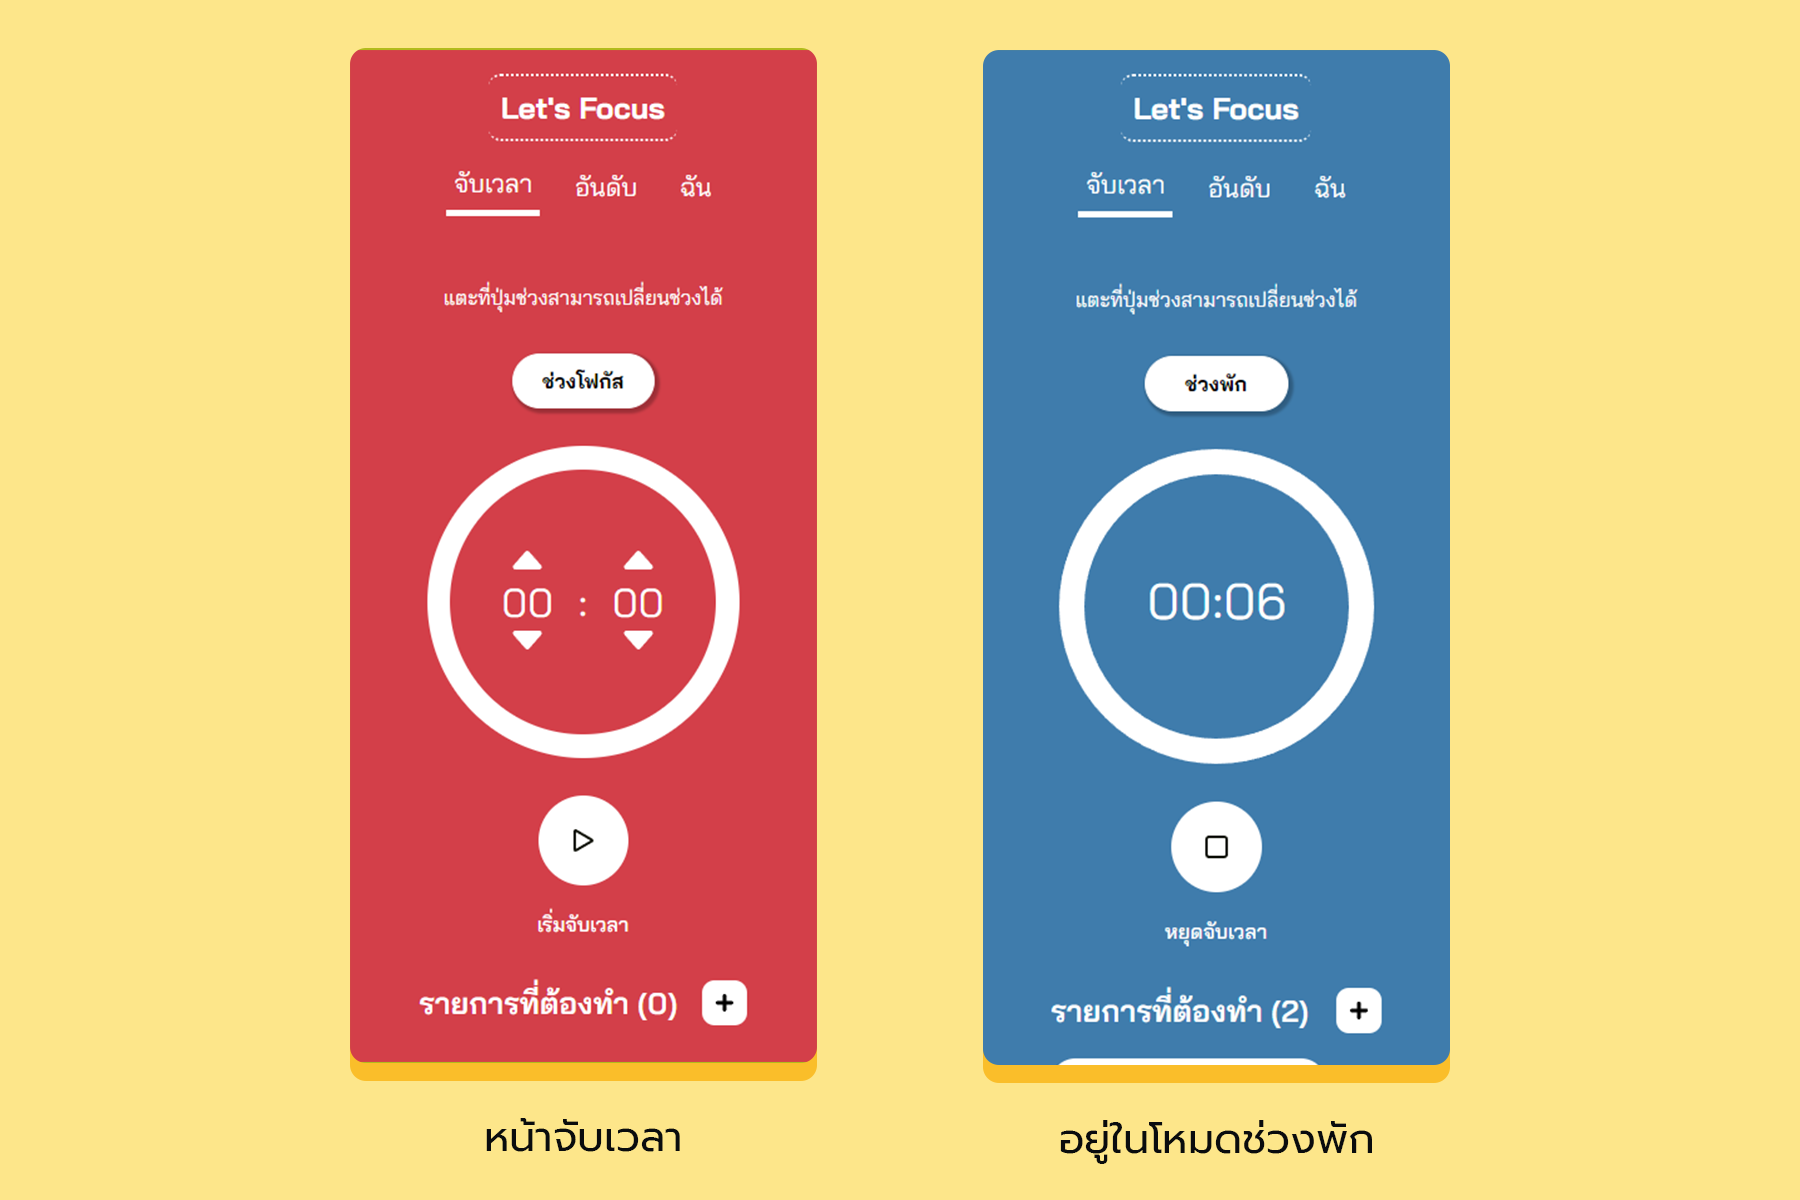 Let's Focus
จับเวลา อันดับ ฉัน
แตะที่ปุ่มช่วงสามารถเปลี่ยนช่วงได้
ช่วงโฟกัส
00 : 00
เริ่มจับเวลา
รายการที่ต้องทำ (0) +
หน้าจับเวลา
Let's Focus
จับเวลา อันดับ ฉัน
แตะที่ปุ่มช่วงสามารถเปลี่ยนช่วงได้
ช่วงพัก
00:06
หยุดจับเวลา
รายการที่ต้องทำ (2) +
อยู่ในโหมดช่วงพัก